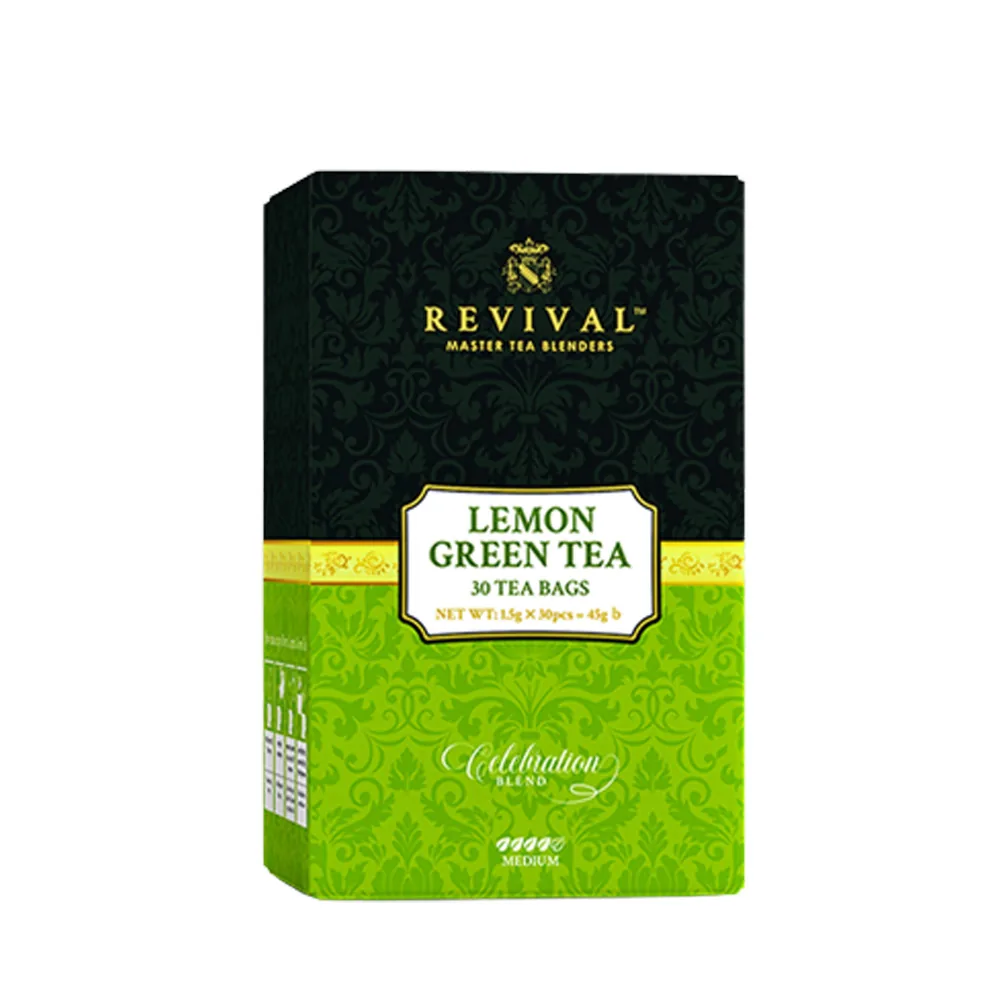 REVIVAL™
MASTER TEA BLENDERS
LEMON
GREEN TEA
30 TEA BAGS
NET WT: 1.5g × 30pcs = 45g ƀ
Celebration
BLEND
MEDIUM